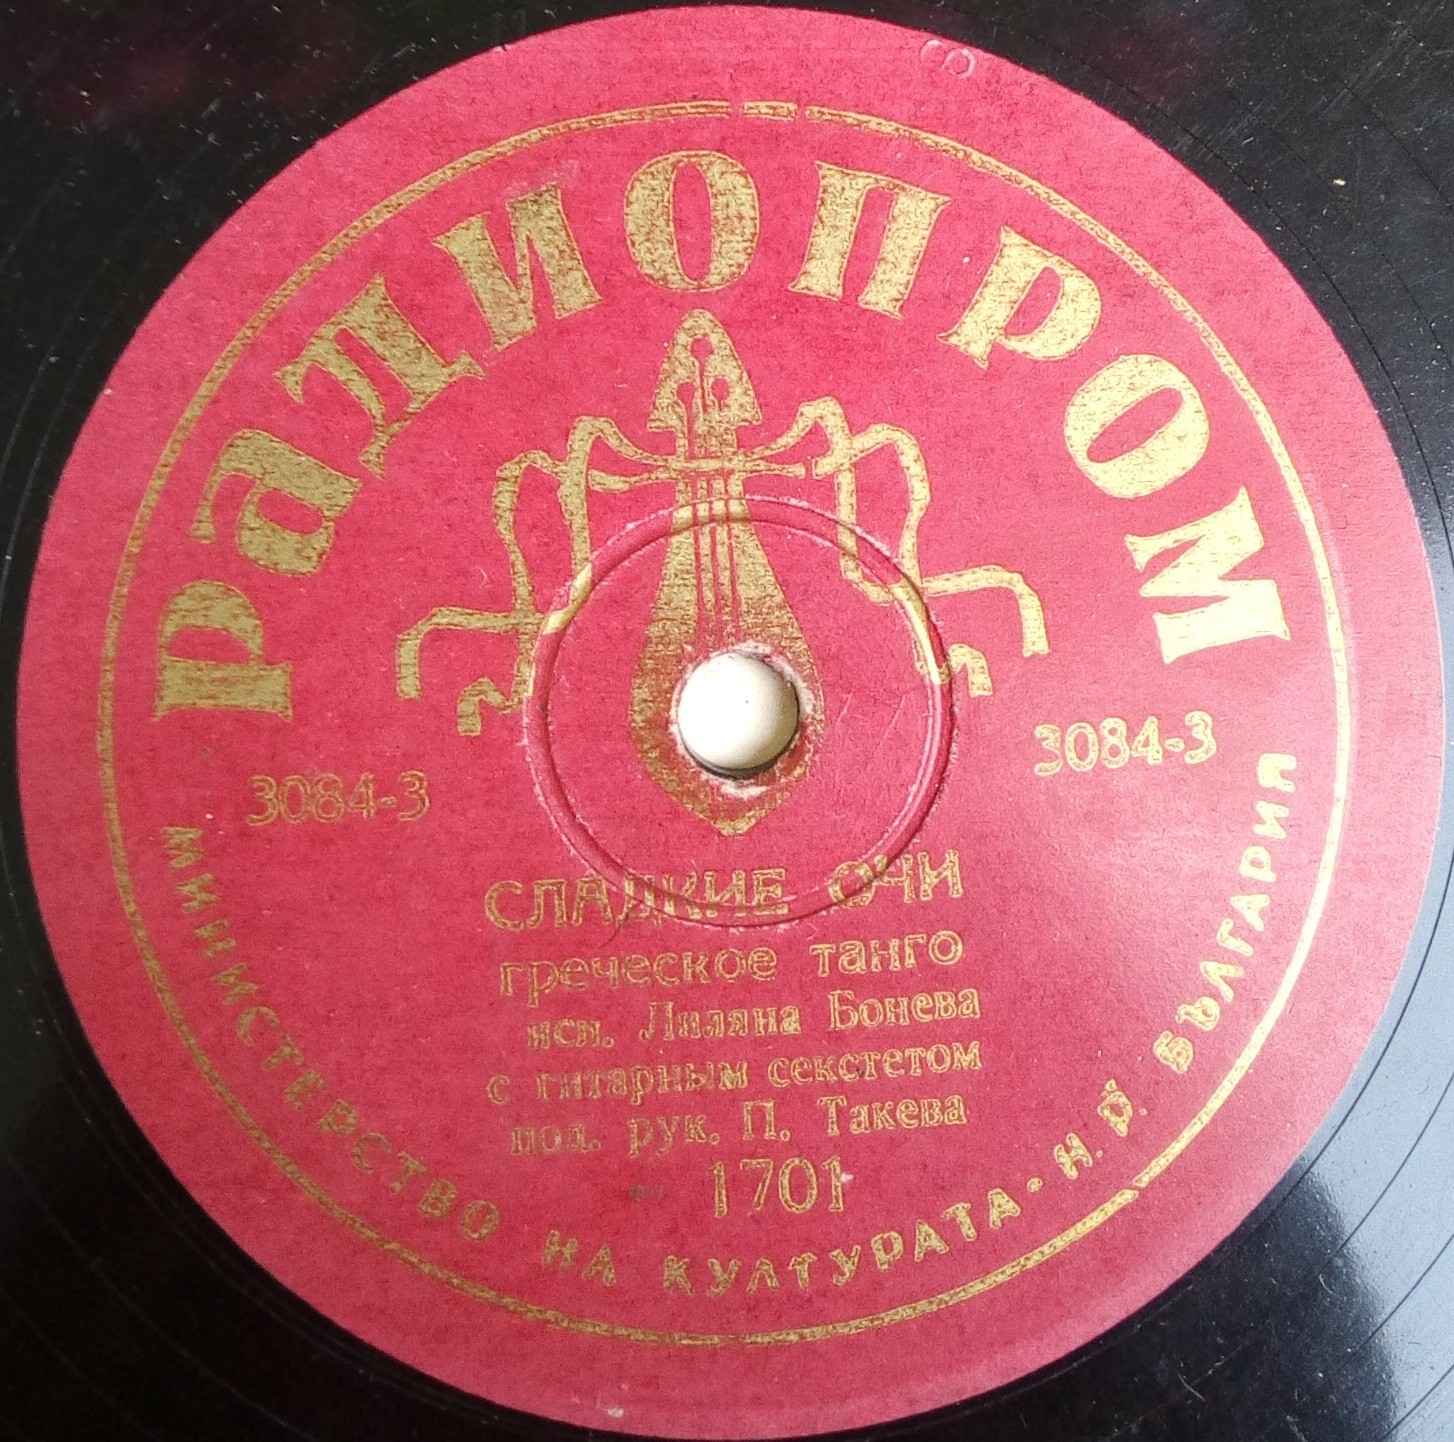 РАДИОПРОМ
3084-3
3084-3
СЛАДКИЕ ОЧИ
греческое танго
исп. Лиляна Бонева
с гитарным секстетом
под. рук. П. Такева
1701
МИНИСТЕРСТВО НА КУЛТУРАТА · Н. Р. БЪЛГАРИЯ
8